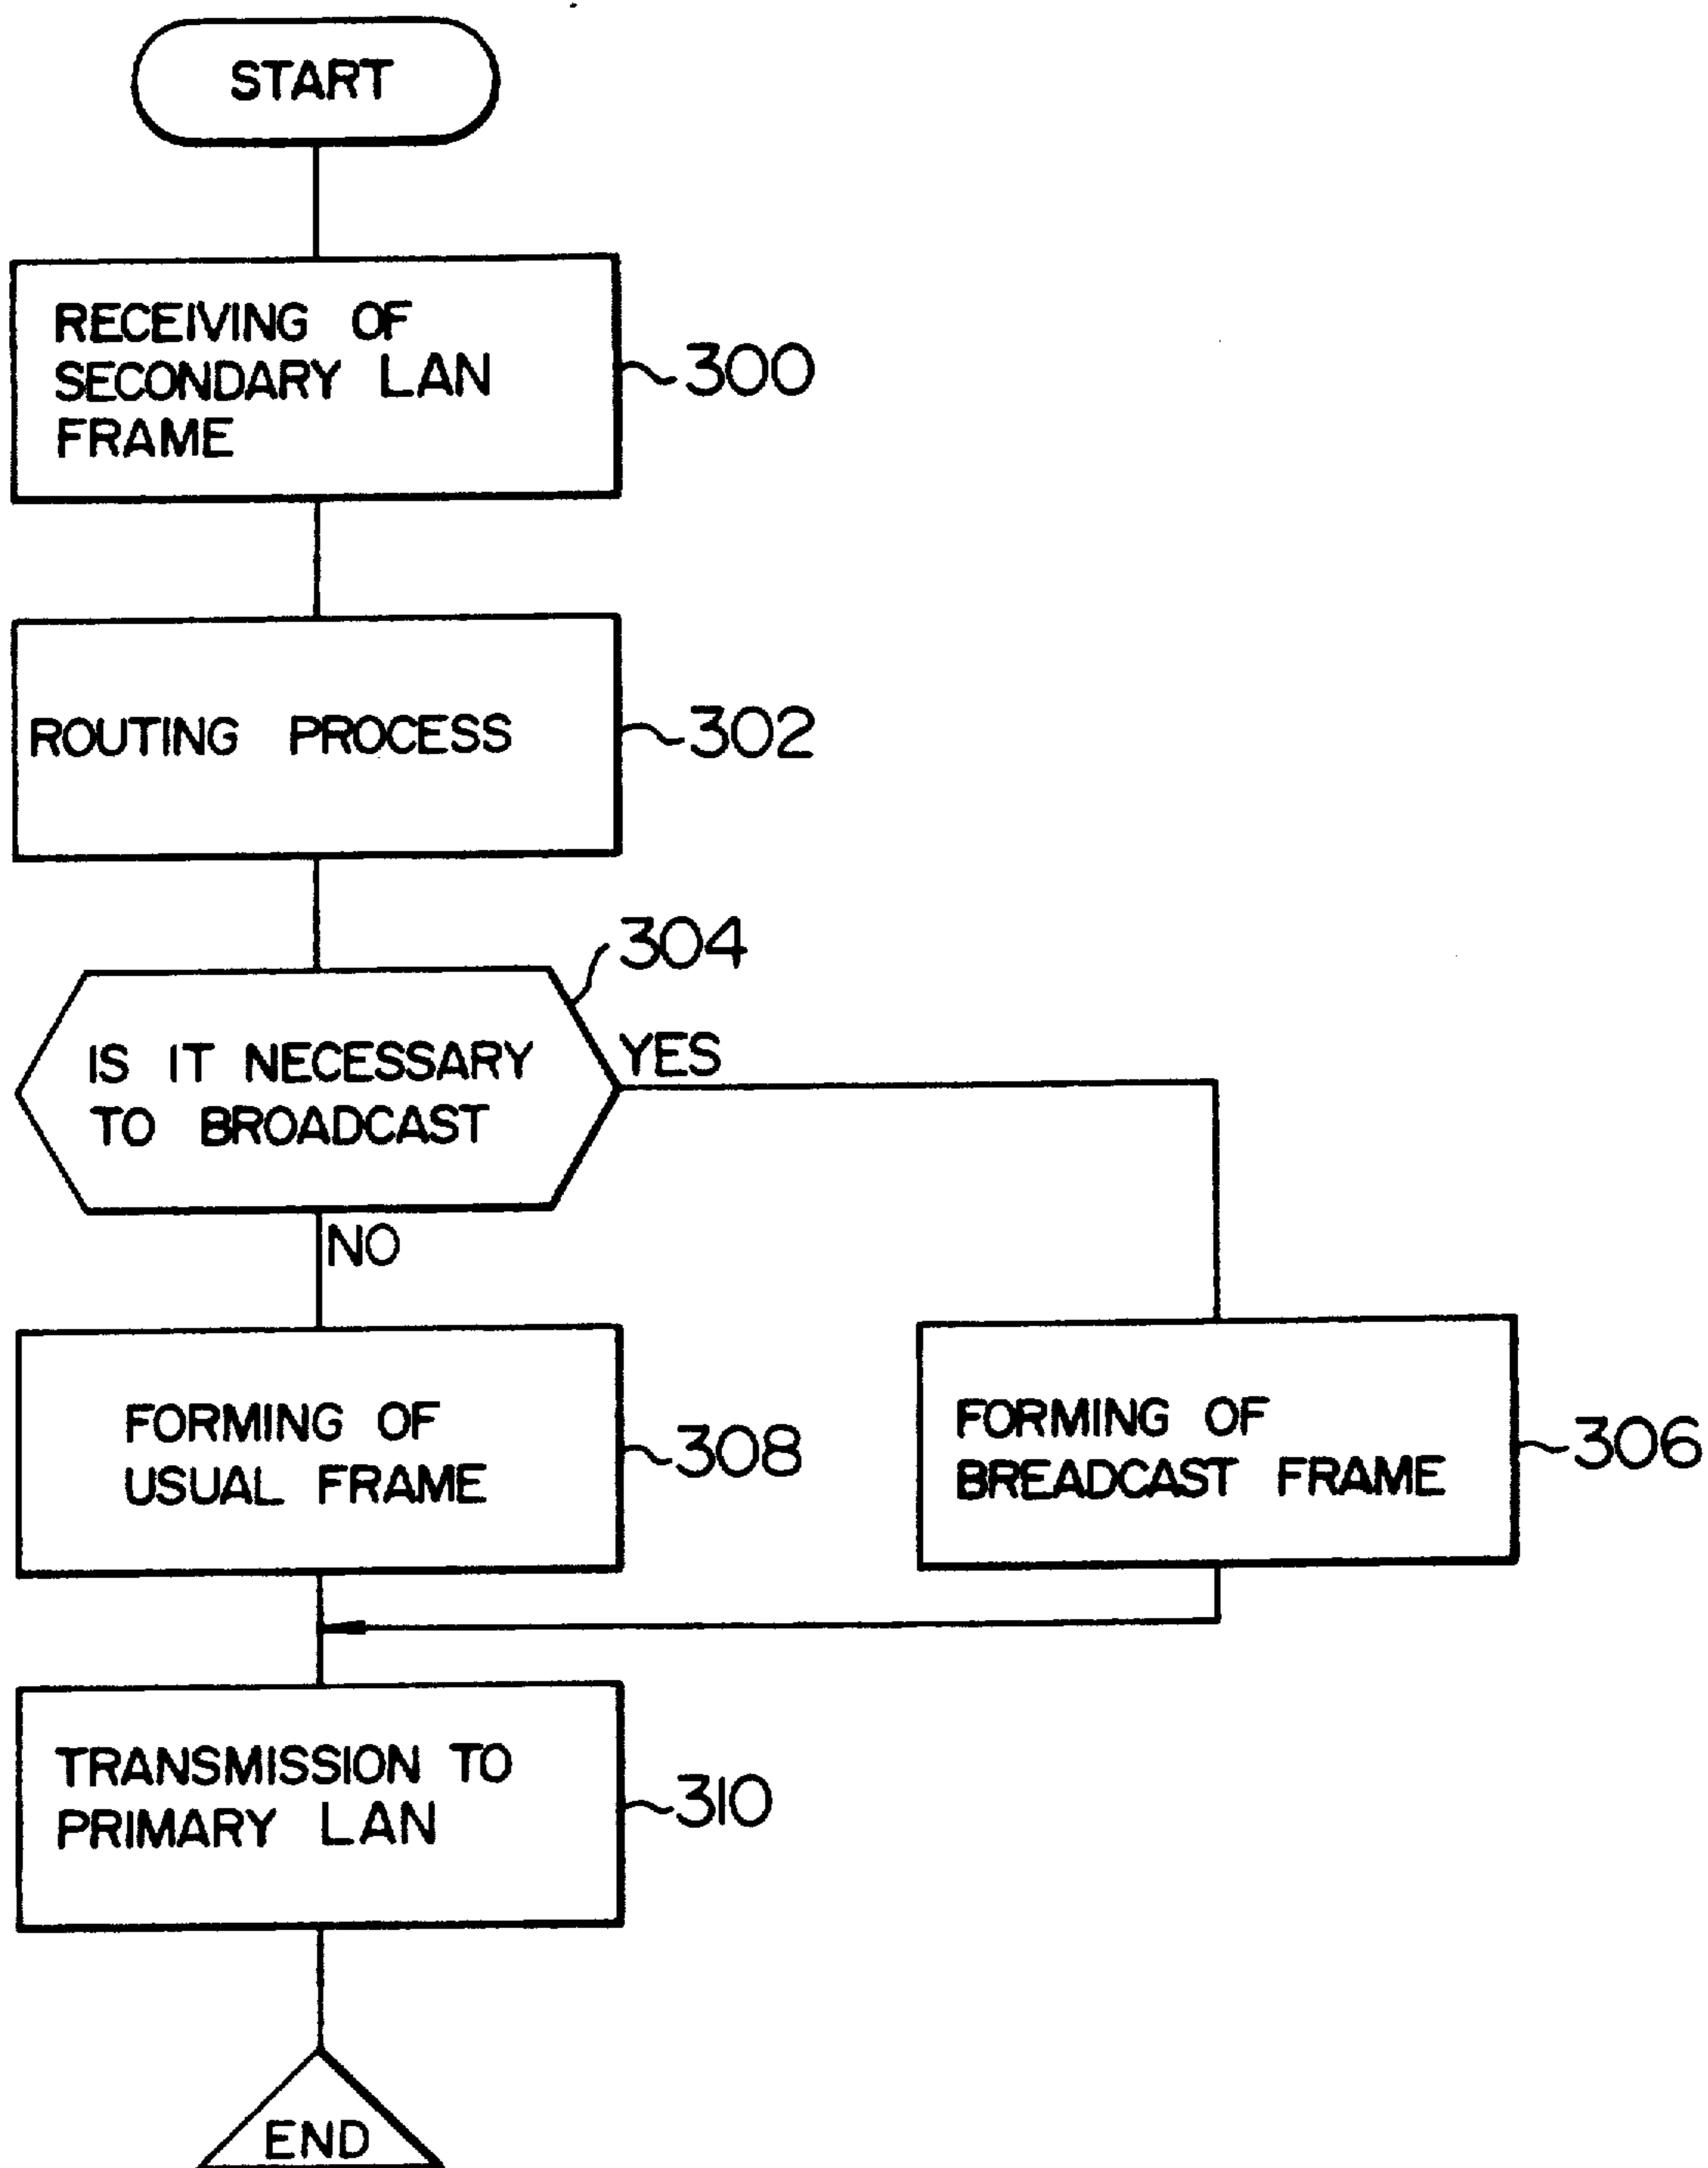 START
RECEIVING OF
SECONDARY LAN
FRAME
300
ROUTING PROCESS
302
304
IS IT NECESSARY
TO BROADCAST
YES
NO
FORMING OF
USUAL FRAME
308
FORMING OF
BREADCAST FRAME
306
TRANSMISSION TO
PRIMARY LAN
310
END